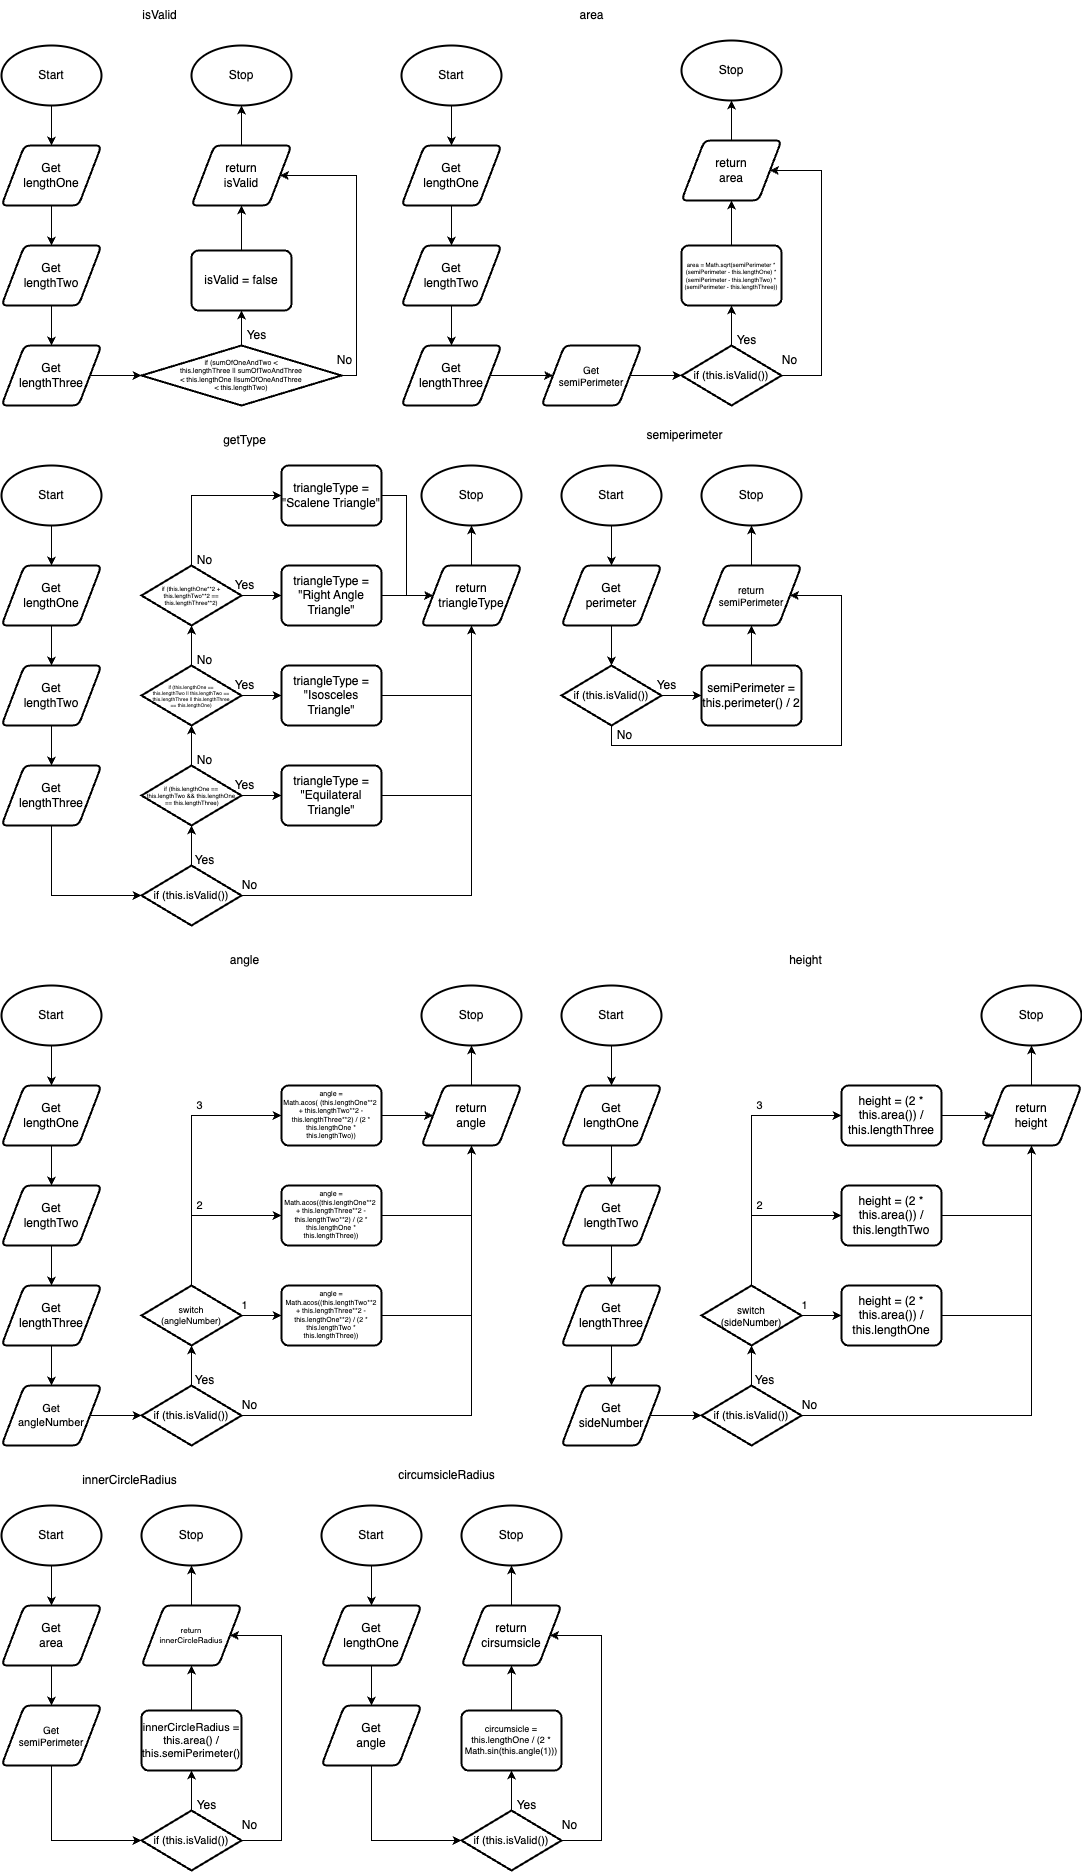 isValid
Start
Get
lengthOne
Get
lengthTwo
Get
lengthThree
if (sumOfOneAndTwo <
this.lengthThree || sumOfTwoAndThree
< this.lengthOne ||sumOfOneAndThree
< this.lengthTwo)
Yes
No
isValid = false
return
isValid
Stop
area
Start
Get
lengthOne
Get
lengthTwo
Get
lengthThree
Get
semiPerimeter
if (this.isValid())
Yes
No
area = Math.sqrt(semiPerimeter *
(semiPerimeter - this.lengthOne) *
(semiPerimeter - this.lengthTwo) *
(semiPerimeter - this.lengthThree))
return
area
Stop
getType
Start
Get
lengthOne
Get
lengthTwo
Get
lengthThree
if (this.isValid())
Yes
No
if (this.lengthOne ==
this.lengthTwo && this.lengthOne
== this.lengthThree)
Yes
No
triangleType =
"Equilateral
Triangle"
if (this.lengthOne ==
this.lengthTwo || this.lengthTwo ==
this.lengthThree || this.lengthThree
== this.lengthOne)
Yes
No
triangleType =
"Isosceles
Triangle"
if (this.lengthOne**2 +
this.lengthTwo**2 ==
this.lengthThree**2)
Yes
No
triangleType =
"Right Angle
Triangle"
triangleType =
"Scalene Triangle"
return
triangleType
Stop
semiperimeter
Start
Get
perimeter
if (this.isValid())
Yes
No
semiPerimeter =
this.perimeter() / 2
return
semiPerimeter
Stop
angle
Start
Get
lengthOne
Get
lengthTwo
Get
lengthThree
Get
angleNumber
if (this.isValid())
Yes
No
switch
(angleNumber)
1
angle =
Math.acos((this.lengthTwo**2
+ this.lengthThree**2 -
this.lengthOne**2) / (2 *
this.lengthTwo *
this.lengthThree))
2
angle =
Math.acos((this.lengthOne**2
+ this.lengthThree**2 -
this.lengthTwo**2) / (2 *
this.lengthOne *
this.lengthThree))
3
angle =
Math.acos( (this.lengthOne**2
+ this.lengthTwo**2 -
this.lengthThree**2) / (2 *
this.lengthOne *
this.lengthTwo))
return
angle
Stop
height
Start
Get
lengthOne
Get
lengthTwo
Get
lengthThree
Get
sideNumber
if (this.isValid())
Yes
No
switch
(sideNumber)
1
height = (2 *
this.area()) /
this.lengthOne
2
height = (2 *
this.area()) /
this.lengthTwo
3
height = (2 *
this.area()) /
this.lengthThree
return
height
Stop
innerCircleRadius
Start
Get
area
Get
semiPerimeter
if (this.isValid())
Yes
No
innerCircleRadius =
this.area() /
this.semiPerimeter()
return
innerCircleRadius
Stop
circumsicleRadius
Start
Get
lengthOne
Get
angle
if (this.isValid())
Yes
No
circumsicle =
this.lengthOne / (2 *
Math.sin(this.angle(1)))
return
cirsumsicle
Stop